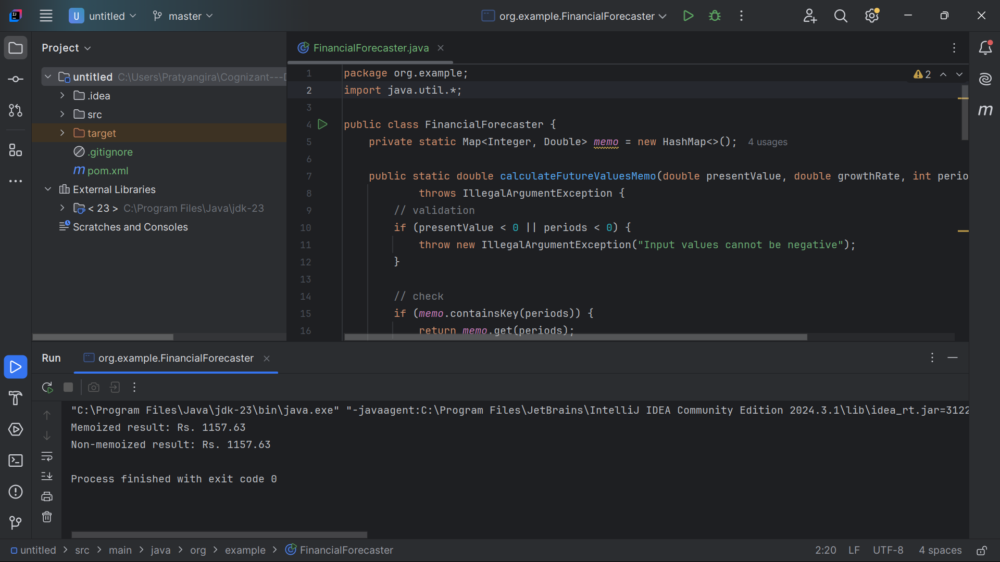 U untitled master org.example.FinancialForecaster
Project
FinancialForecaster.java
untitled C:\Users\Pratyangira\Cognizant---D
.idea
src
target
.gitignore
m pom.xml
External Libraries
< 23 > C:\Program Files\Java\jdk-23
Scratches and Consoles
2
m
1 package org.example;
2 import java.util.*;
3
4 public class FinancialForecaster {
5 private static Map<Integer, Double> memo = new HashMap<>(); 4 usages
6
7 public static double calculateFutureValuesMemo(double presentValue, double growthRate, int perio
8 throws IllegalArgumentException {
9 // validation
10 if (presentValue < 0 || periods < 0) {
11 throw new IllegalArgumentException("Input values cannot be negative");
12 }
13
14 // check
15 if (memo.containsKey(periods)) {
16 return memo.get(periods);
Run org.example.FinancialForecaster
"C:\Program Files\Java\jdk-23\bin\java.exe" "-javaagent:C:\Program Files\JetBrains\IntelliJ IDEA Community Edition 2024.3.1\lib\idea_rt.jar=3122
Memoized result: Rs. 1157.63
Non-memoized result: Rs. 1157.63
Process finished with exit code 0
untitled > src > main > java > org > example > FinancialForecaster 2:20 LF UTF-8 4 spaces